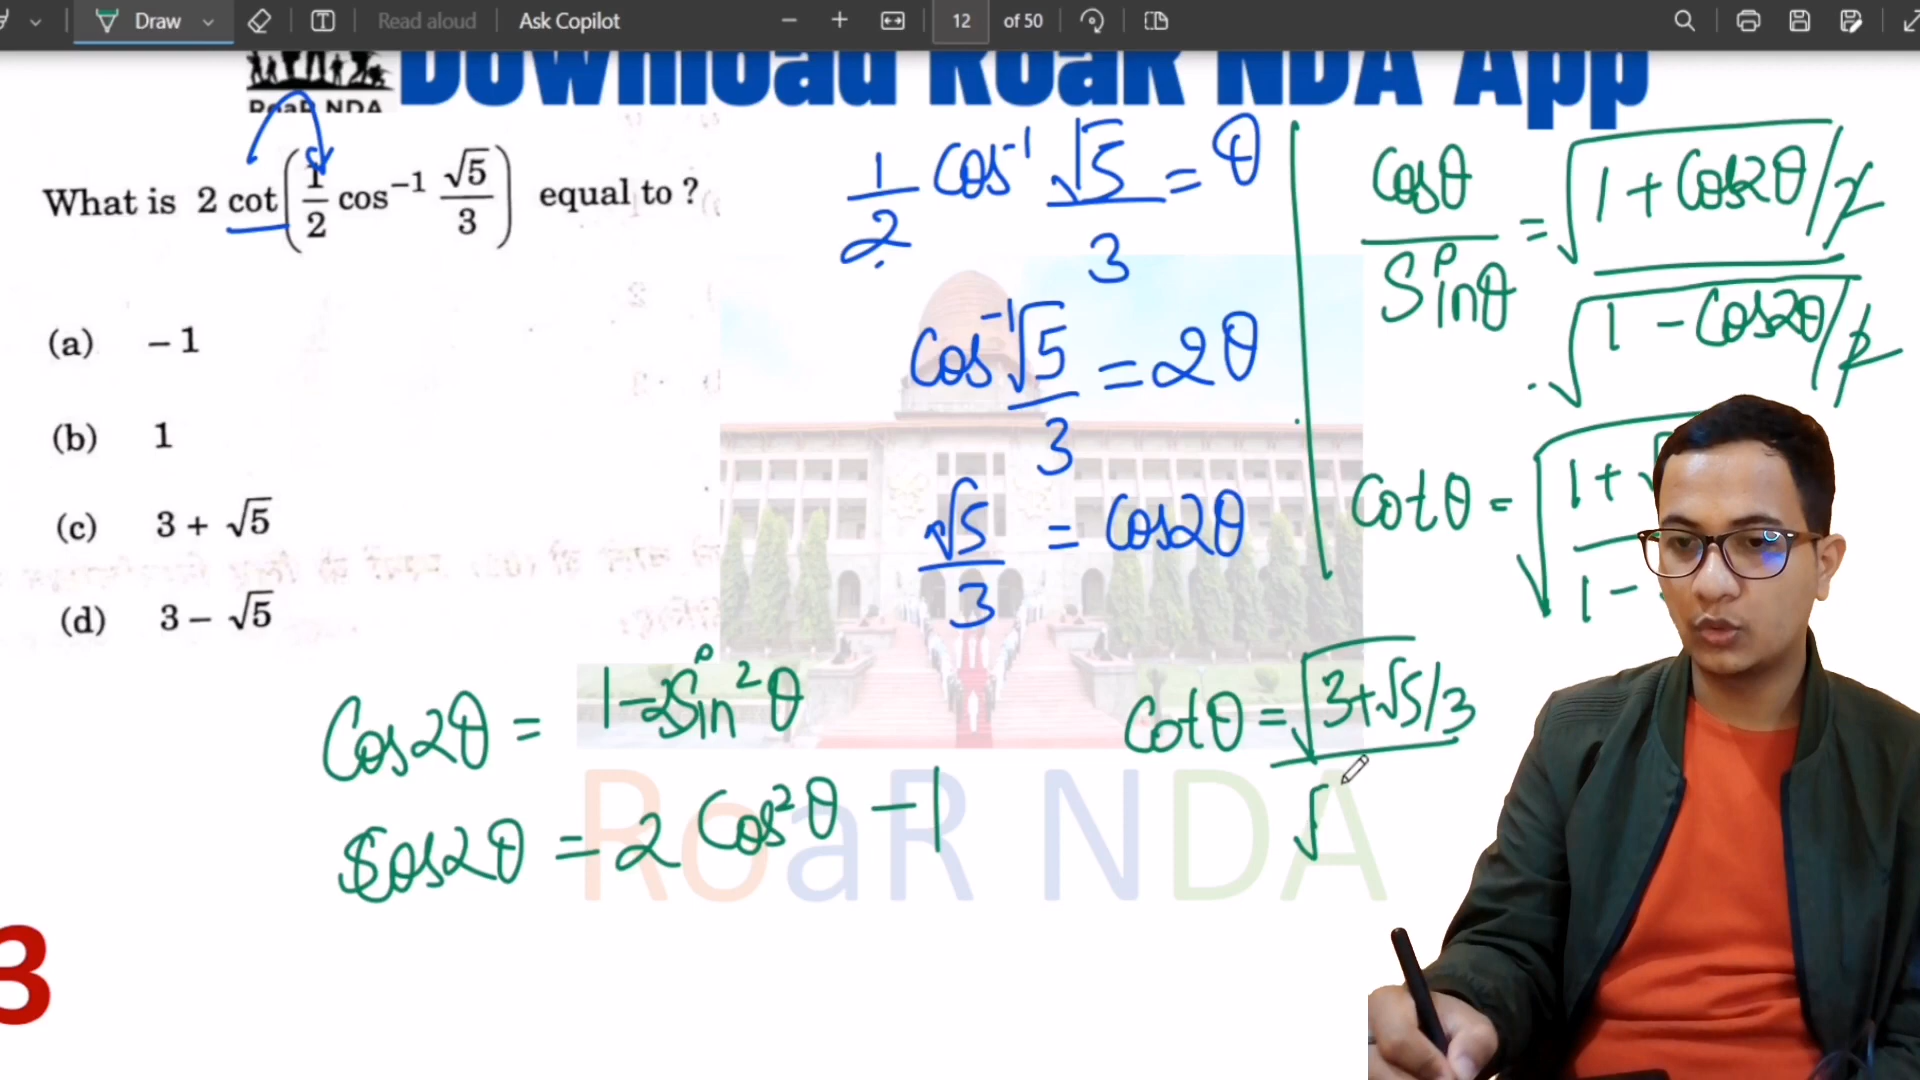 Draw Read aloud Ask Copilot 12 of 50
Download RoaR NDA App
RoaR NDA
What is 2 cot(1/2 cos⁻¹ √5/3) equal to ?
(a) – 1
(b) 1
(c) 3 + √5
(d) 3 – √5
1/2 cos⁻¹ √5/3 = θ
cos⁻¹ √5/3 = 2θ
√5/3 = cos2θ
cosθ/sinθ = √1 + cos2θ/2 / √1 - cos2θ/2
cotθ = √1+ / 1-
cotθ = √3+√5/3 / √
cos2θ = 1-2sin²θ
cos2θ = 2 cos²θ - 1
RoaR NDA
3